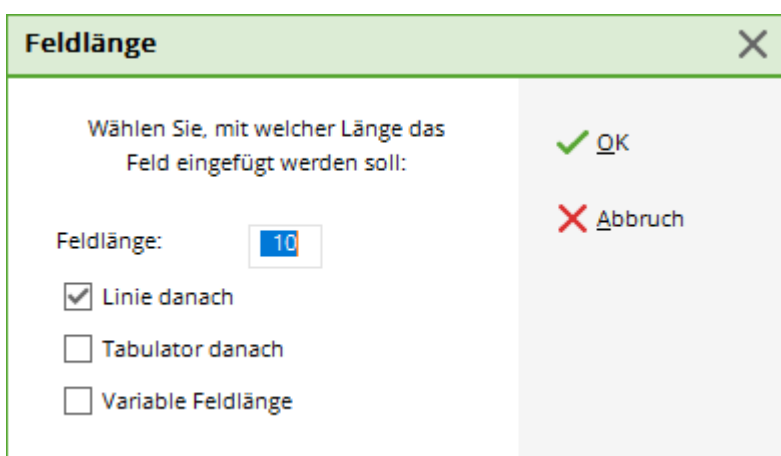 Feldlänge
Wählen Sie, mit welcher Länge das
Feld eingefügt werden soll:
Feldlänge: 10
Linie danach
Tabulator danach
Variable Feldlänge
OK
Abbruch